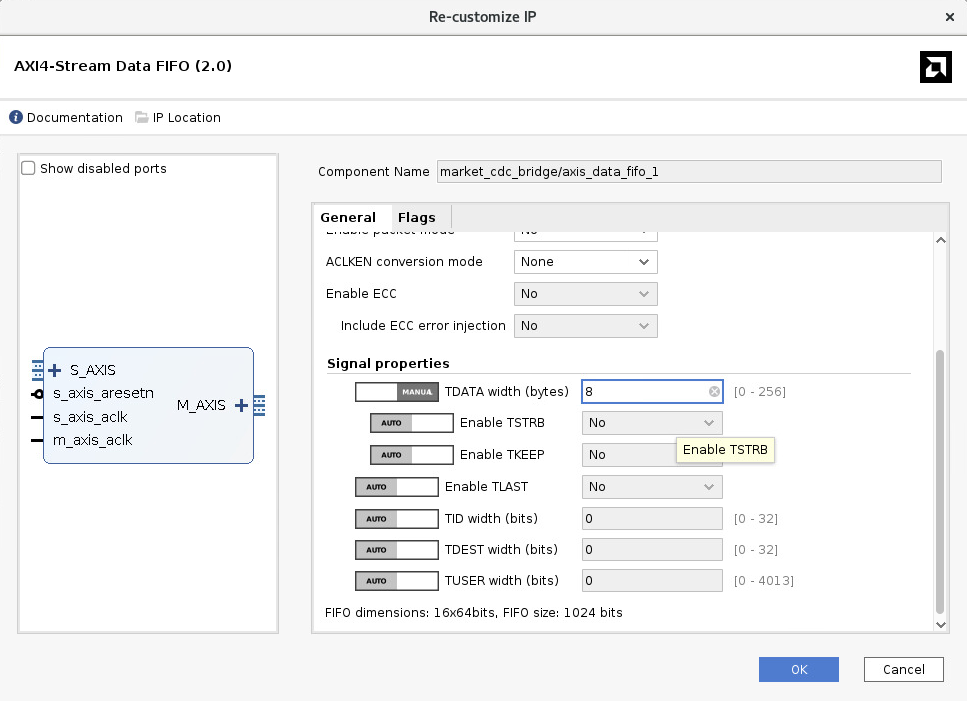 Re-customize IP
AXI4-Stream Data FIFO (2.0)
Documentation IP Location
Show disabled ports
S_AXIS
s_axis_aresetn
s_axis_aclk
m_axis_aclk
M_AXIS
Component Name market_cdc_bridge/axis_data_fifo_1
General Flags
Enable packet mode No
ACLKEN conversion mode None
Enable ECC No
Include ECC error injection No
Signal properties
MANUAL TDATA width (bytes) 8 [0 - 256]
AUTO Enable TSTRB No
Enable TSTRB
AUTO Enable TKEEP No
AUTO Enable TLAST No
AUTO TID width (bits) 0 [0 - 32]
AUTO TDEST width (bits) 0 [0 - 32]
AUTO TUSER width (bits) 0 [0 - 4013]
FIFO dimensions: 16x64bits, FIFO size: 1024 bits
OK Cancel